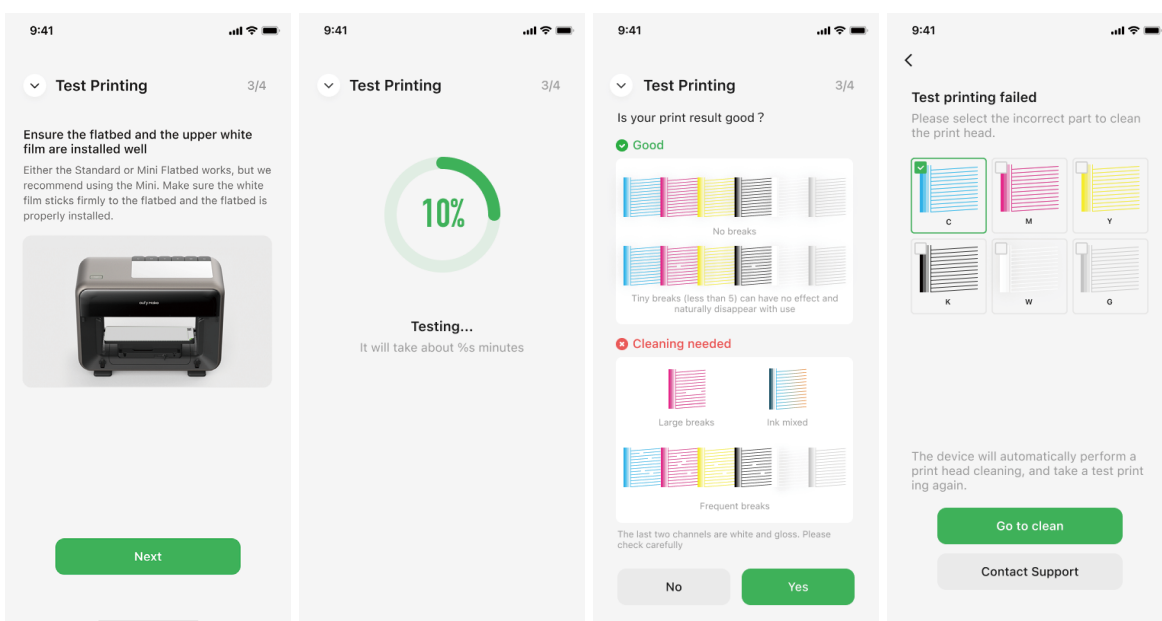 9:41
Test Printing
3/4
Ensure the flatbed and the upper white
film are installed well
Either the Standard or Mini Flatbed works, but we
recommend using the Mini. Make sure the white
film sticks firmly to the flatbed and the flatbed is
properly installed.
Next
9:41
Test Printing
3/4
10%
Testing...
It will take about %s minutes
9:41
Test Printing
3/4
Is your print result good?
Good
No breaks
Tiny breaks (less than 5) can have no effect and
naturally disappear with use
Cleaning needed
Large breaks
Ink mixed
Frequent breaks
The last two channels are white and gloss. Please
check carefully
No
Yes
9:41
Test printing failed
Please select the incorrect part to clean
the print head.
C
M
Y
K
W
G
The device will automatically perform a
print head cleaning, and take a test print
ing again.
Go to clean
Contact Support